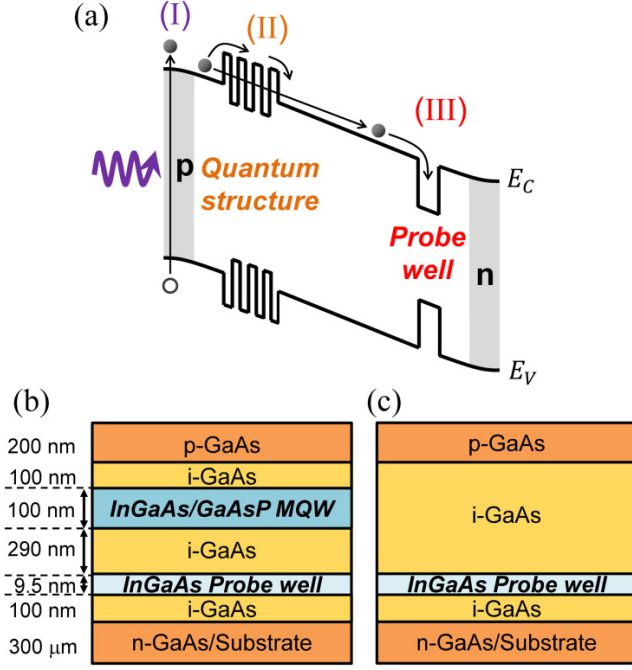 (a)
(I)
(II)
(III)
p
Quantum
structure
E_C
Probe
well
n
E_V
(b)
(c)
200 nm
p-GaAs
p-GaAs
100 nm
i-GaAs
100 nm
InGaAs/GaAsP MQW
i-GaAs
290 nm
i-GaAs
9.5 nm
InGaAs Probe well
InGaAs Probe well
100 nm
i-GaAs
i-GaAs
300 μm
n-GaAs/Substrate
n-GaAs/Substrate